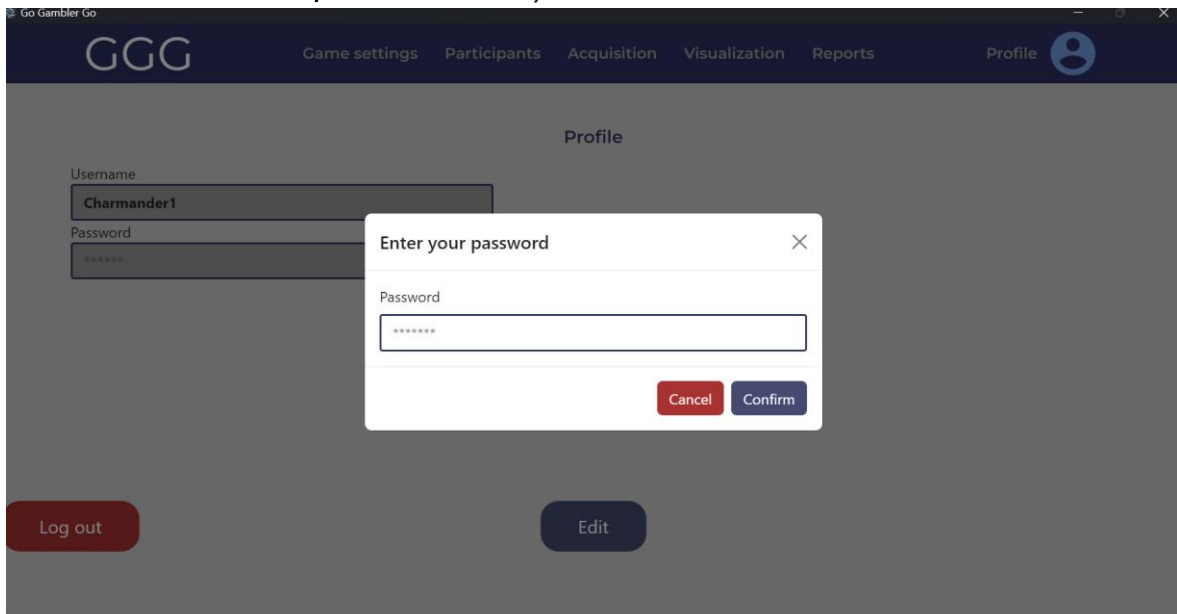 Go Gambler Go
GGG Game settings Participants Acquisition Visualization Reports Profile
Profile
Username
Charmander1
Password
******
Enter your password
Password
*******
Cancel Confirm
Log out Edit